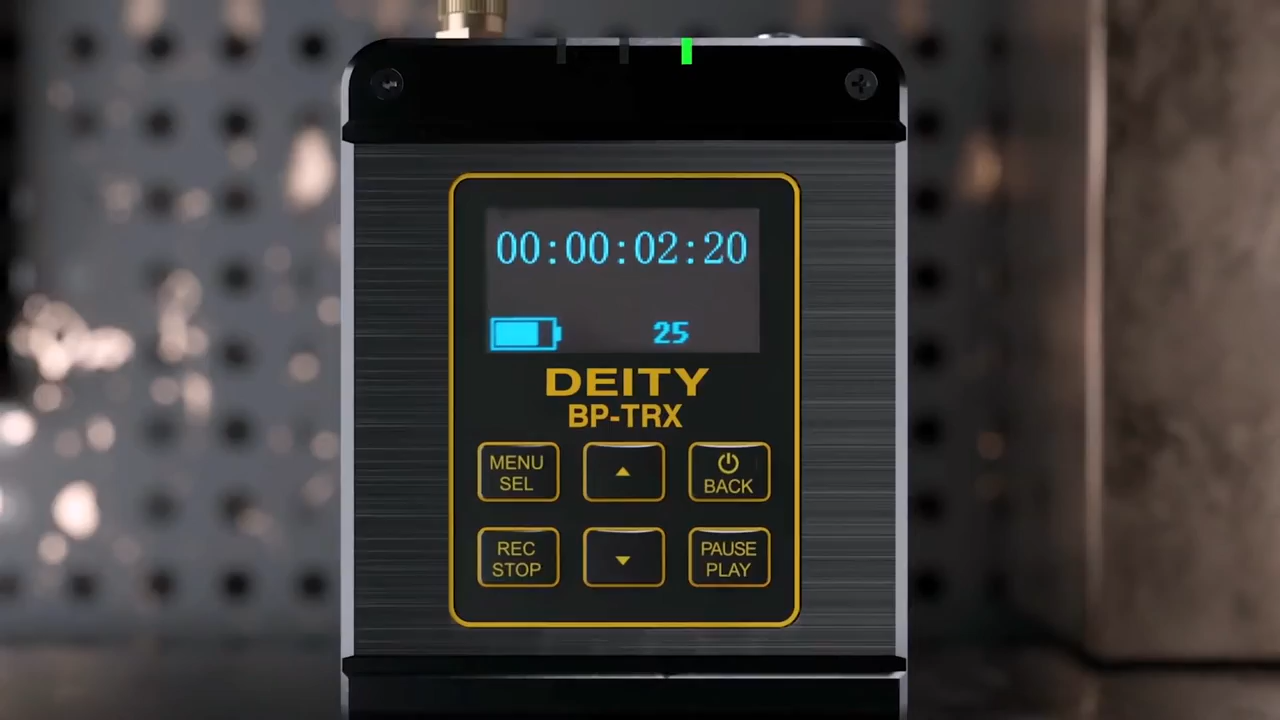 00:00:02:20
25
DEITY
BP-TRX
MENU
SEL
BACK
REC
STOP
PAUSE
PLAY